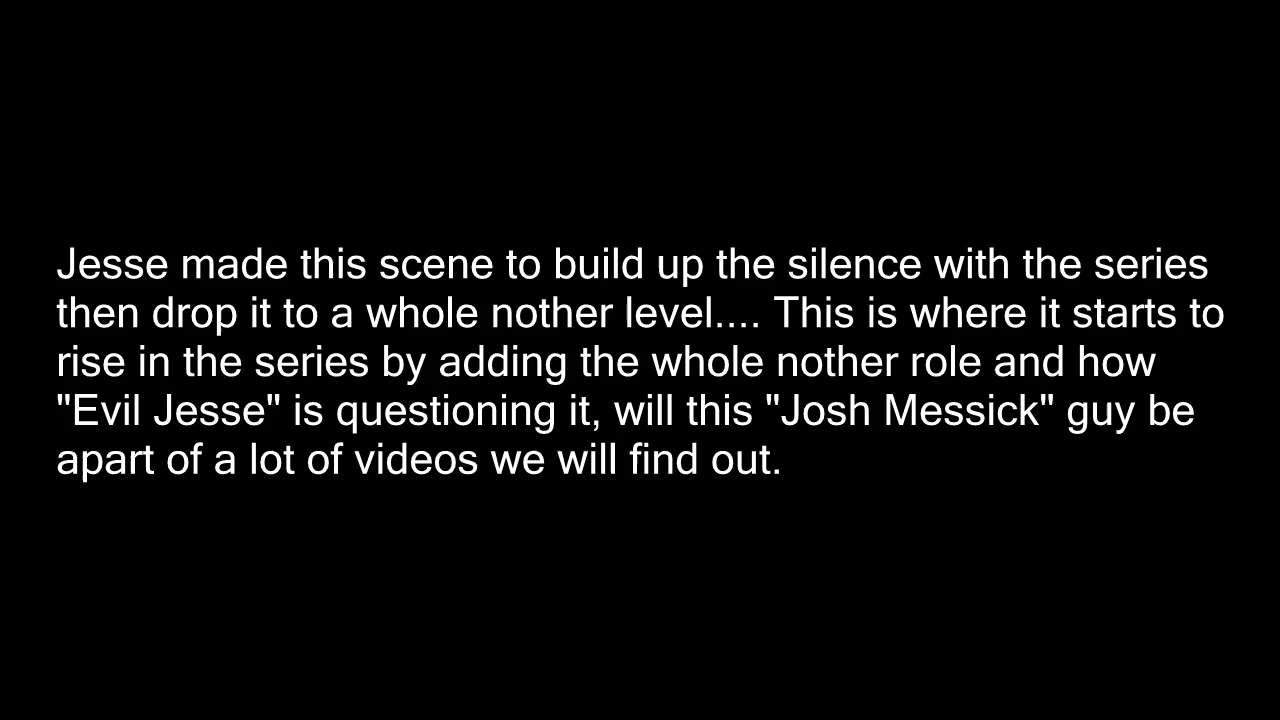 Jesse made this scene to build up the silence with the series
then drop it to a whole nother level.... This is where it starts to
rise in the series by adding the whole nother role and how
"Evil Jesse" is questioning it, will this "Josh Messick" guy be
apart of a lot of videos we will find out.